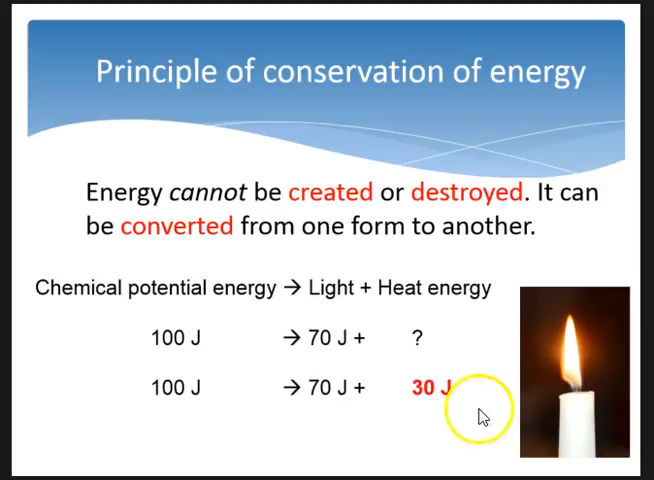 Principle of conservation of energy
Energy cannot be created or destroyed. It can
be converted from one form to another.
Chemical potential energy → Light + Heat energy
100 J → 70 J + ?
100 J → 70 J + 30 J